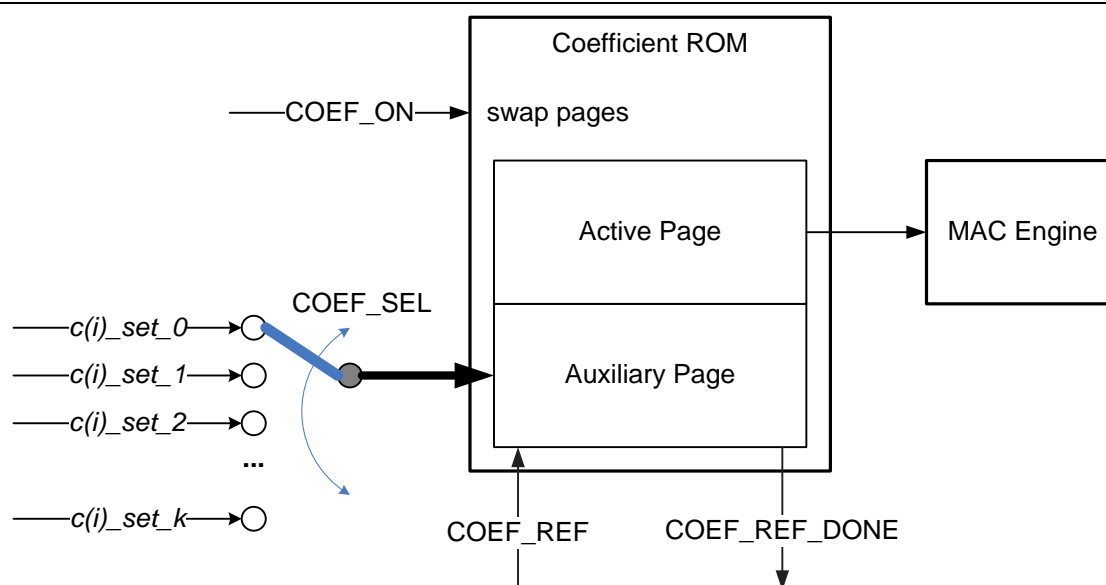 Coefficient ROM
COEF_ON
swap pages
Active Page
MAC Engine
COEF_SEL
c(i)_set_0
c(i)_set_1
Auxiliary Page
c(i)_set_2
...
c(i)_set_k
COEF_REF
COEF_REF_DONE